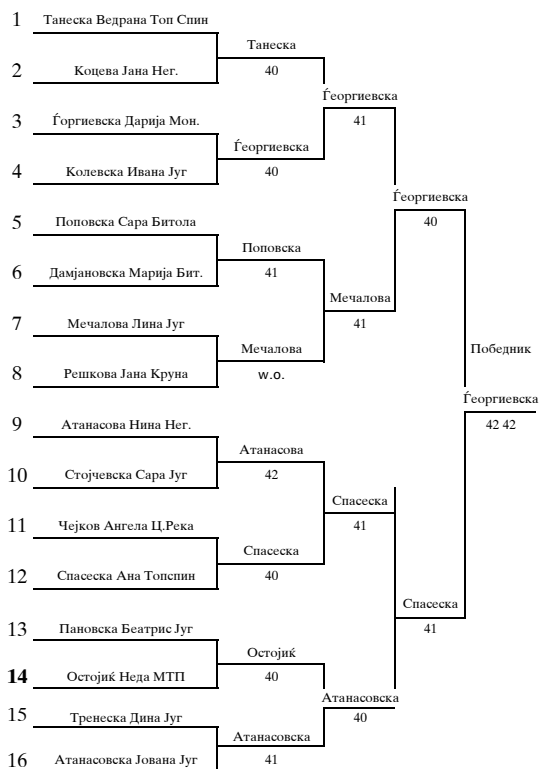 1 Танеска Ведрана Топ Спин
Танеска
2 Коцева Јана Нег.
40
Ѓеоргиевска
3 Ѓоргиевска Дарија Мон.
41
Ѓеоргиевска
4 Колевска Ивана Југ
40
Ѓеоргиевска
5 Поповска Сара Битола
40
Поповска
6 Дамјановска Марија Бит.
41
Мечалова
7 Мечалова Лина Југ
41
Мечалова
Победник
8 Решкова Јана Круна
w.o.
Ѓеоргиевска
9 Атанасова Нина Нег.
42 42
Атанасова
10 Стојчевска Сара Југ
42
Спасеска
11 Чејков Ангела Ц.Река
41
Спасеска
12 Спасеска Ана Топспин
40
Спасеска
13 Пановска Беатрис Југ
41
Остојиќ
14 Остојиќ Неда МТП
40
Атанасовска
15 Тренеска Дина Југ
40
Атанасовска
16 Атанасовска Јована Југ
41